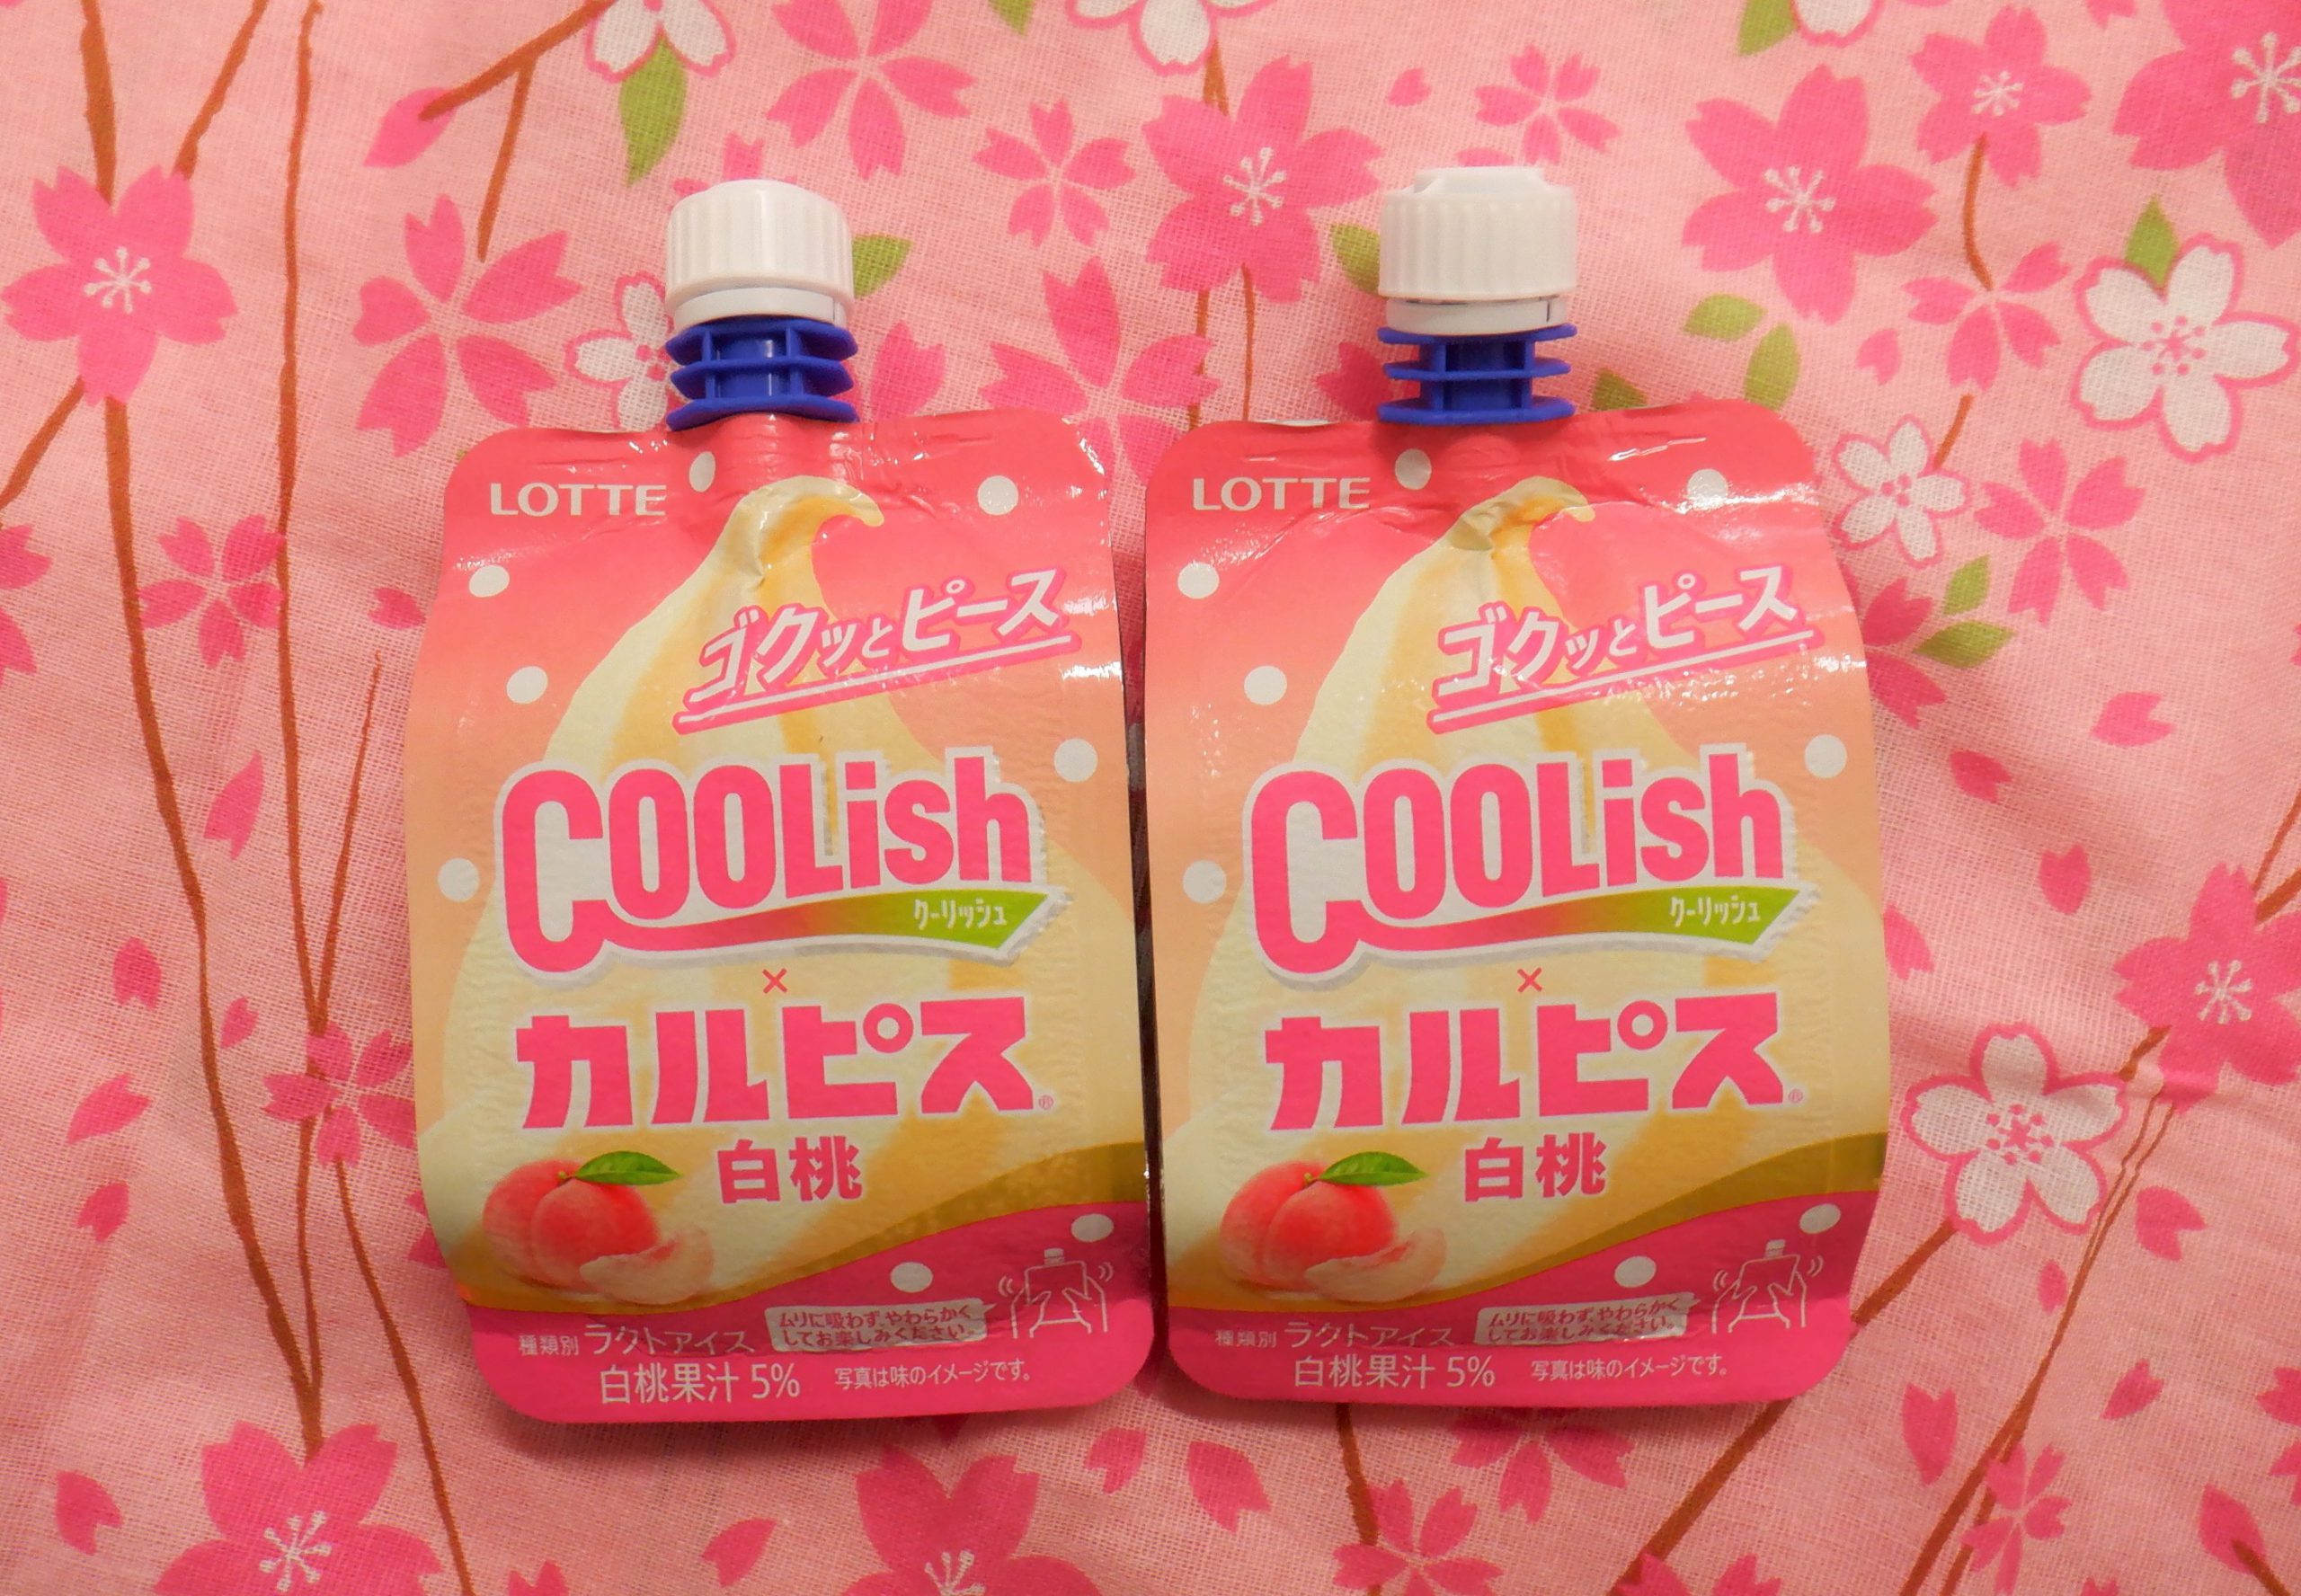 LOTTE
ゴクッとピース
COOLish
クーリッシュ
×
カルピス®
白桃
ムリに吸わず、やわらかく
してお楽しみください。
種類別 ラクトアイス
白桃果汁 5% 写真は味のイメージです。
LOTTE
ゴクッとピース
COOLish
クーリッシュ
×
カルピス®
白桃
ムリに吸わず、やわらかく
してお楽しみください。
種類別 ラクトアイス
白桃果汁 5% 写真は味のイメージです。